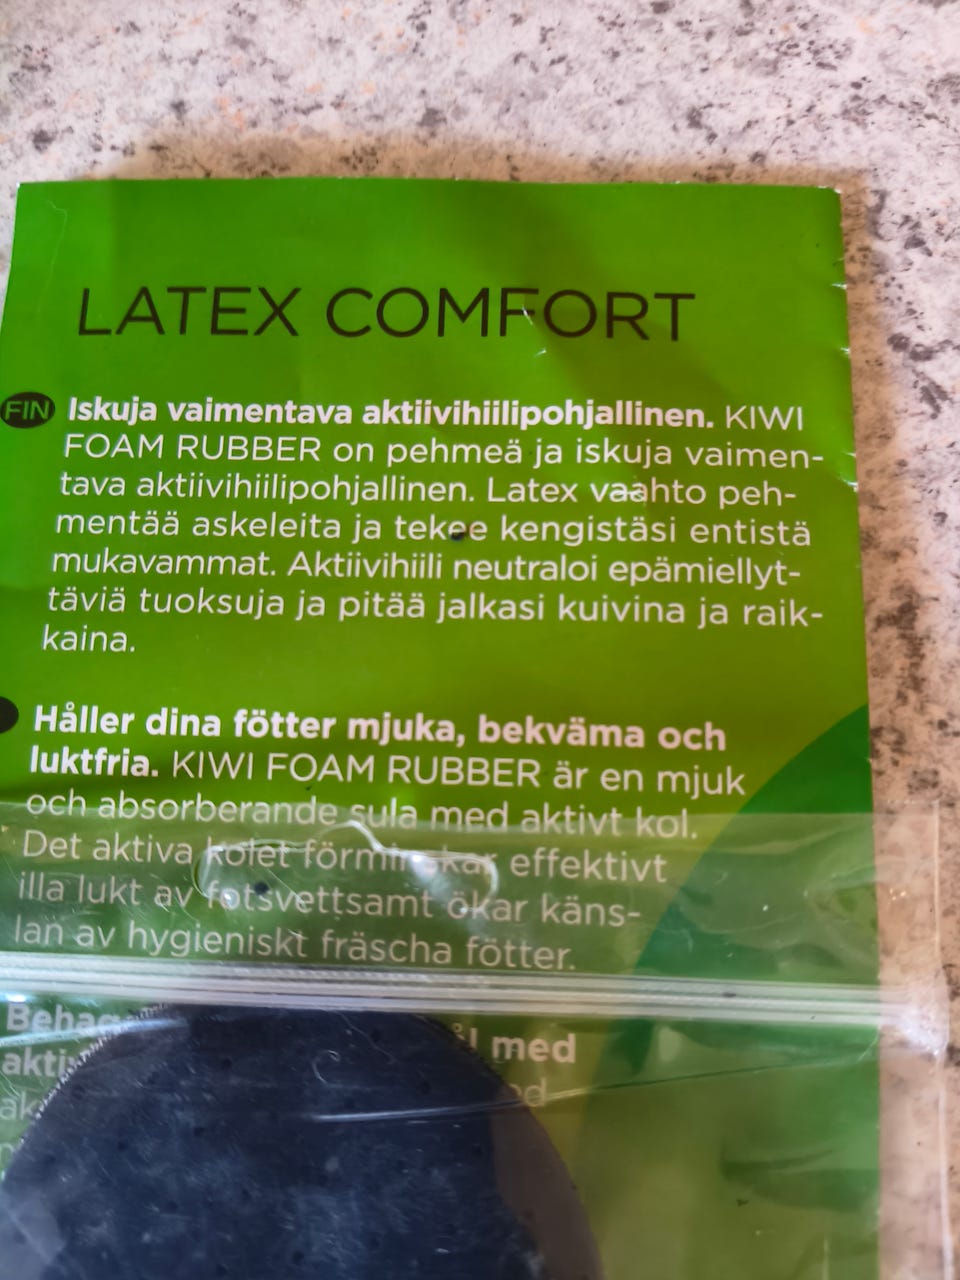 LATEX COMFORT
FIN Iskuja vaimentava aktiivihiilipohjallinen. KIWI
FOAM RUBBER on pehmeä ja iskuja vaimen-
tava aktiivihiilipohjallinen. Latex vaahto peh-
mentää askeleita ja tekee kengistäsi entistä
mukavammat. Aktiivihiili neutraloi epämiellyt-
täviä tuoksuja ja pitää jalkasi kuivina ja raik-
kaina.
Håller dina fötter mjuka, bekväma och
luktfria. KIWI FOAM RUBBER är en mjuk
och absorberande sula med aktivt kol.
Det aktiva kolet förminskar effektivt
illa lukt av fotsvettsamt ökar käns-
lan av hygieniskt fräscha fötter.
med